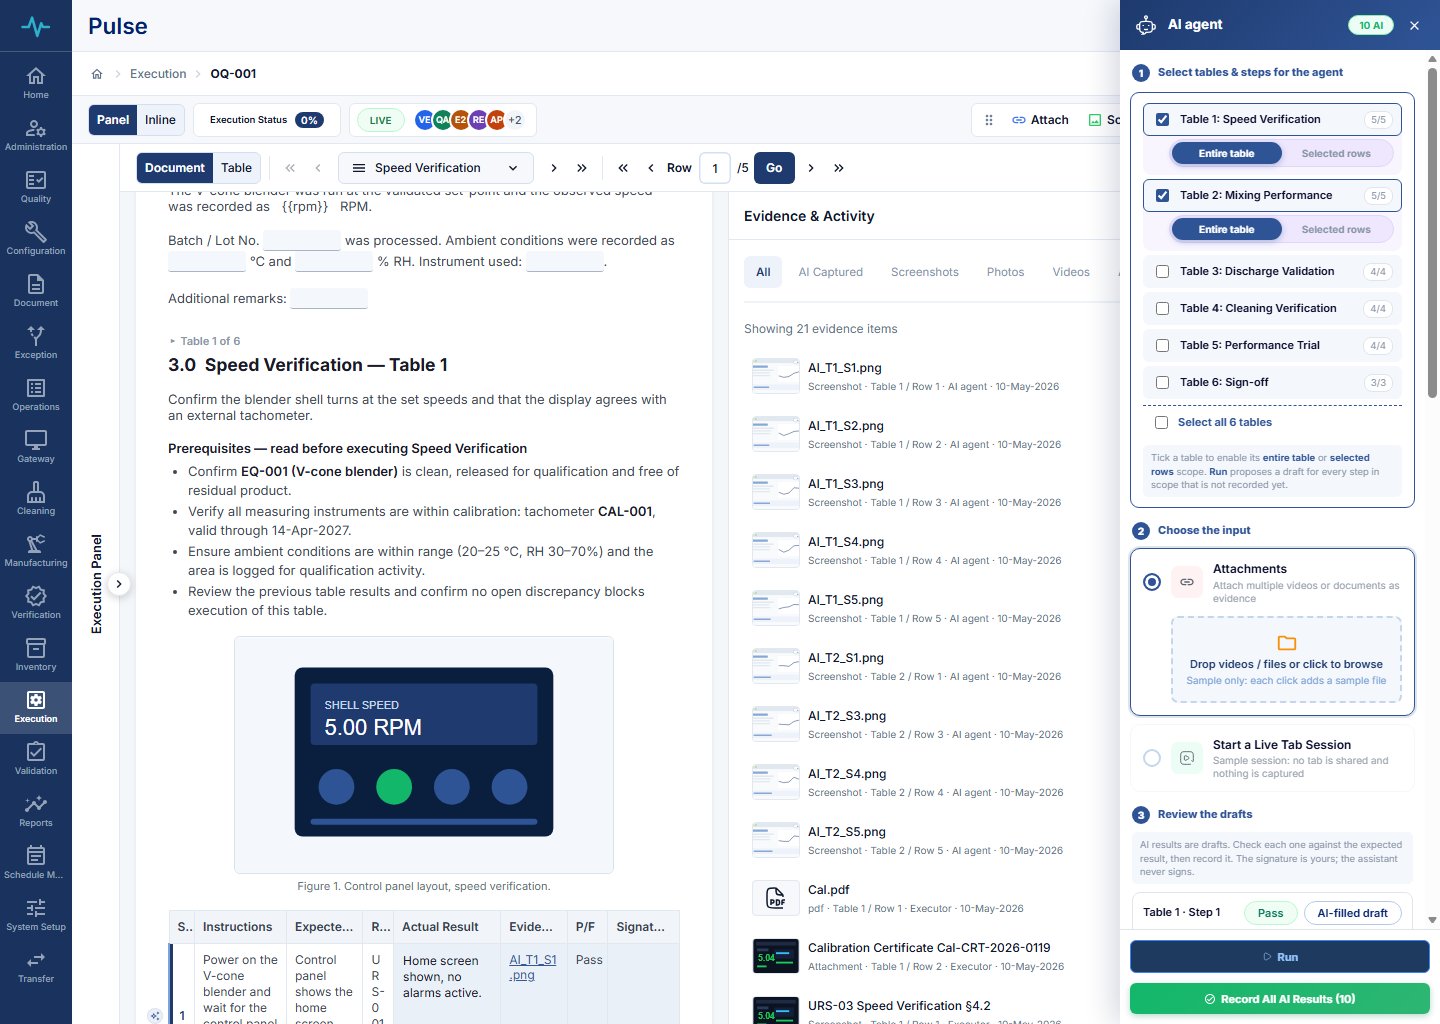 Pulse
AI agent
10 AI
Home
Administration
Quality
Configuration
Document
Exception
Operations
Gateway
Cleaning
Manufacturing
Verification
Inventory
Execution
Validation
Reports
Schedule M...
System Setup
Transfer
Execution
OQ-001
Panel
Inline
Execution Status
0%
LIVE
VE
QA
E2
RE
AP
+2
Attach
Document
Table
Speed Verification
Row
1
/5
Go
Execution Panel
The V-cone blender was run at the validated set-point and the observed speed
was recorded as {{rpm}} RPM.
Batch / Lot No. was processed. Ambient conditions were recorded as
°C and % RH. Instrument used: .
Additional remarks:
Table 1 of 6
3.0 Speed Verification — Table 1
Confirm the blender shell turns at the set speeds and that the display agrees with
an external tachometer.
Prerequisites — read before executing Speed Verification
• Confirm EQ-001 (V-cone blender) is clean, released for qualification and free of
residual product.
• Verify all measuring instruments are within calibration: tachometer CAL-001,
valid through 14-Apr-2027.
• Ensure ambient conditions are within range (20–25 °C, RH 30–70%) and the
area is logged for qualification activity.
• Review the previous table results and confirm no open discrepancy blocks
execution of this table.
SHELL SPEED
5.00 RPM
Figure 1. Control panel layout, speed verification.
S.. Instructions Expecte... R... Actual Result Evide... P/F Signat...
1
Power on the
V-cone
blender and
wait for the
control panel
Control
panel
shows the
home
screen
U
R
S-
0
01
Home screen
shown, no
alarms active.
AI_T1_S1
.png
Pass
Evidence & Activity
All
AI Captured
Screenshots
Photos
Videos
Showing 21 evidence items
AI_T1_S1.png
Screenshot · Table 1 / Row 1 · AI agent · 10-May-2026
AI_T1_S2.png
Screenshot · Table 1 / Row 2 · AI agent · 10-May-2026
AI_T1_S3.png
Screenshot · Table 1 / Row 3 · AI agent · 10-May-2026
AI_T1_S4.png
Screenshot · Table 1 / Row 4 · AI agent · 10-May-2026
AI_T1_S5.png
Screenshot · Table 1 / Row 5 · AI agent · 10-May-2026
AI_T2_S1.png
Screenshot · Table 2 / Row 1 · AI agent · 10-May-2026
AI_T2_S3.png
Screenshot · Table 2 / Row 3 · AI agent · 10-May-2026
AI_T2_S4.png
Screenshot · Table 2 / Row 4 · AI agent · 10-May-2026
AI_T2_S5.png
Screenshot · Table 2 / Row 5 · AI agent · 10-May-2026
PDF
Cal.pdf
pdf · Table 1 / Row 1 · Executor · 10-May-2026
5.04
Calibration Certificate Cal-CRT-2026-0119
Attachment · Table 1 / Row 2 · Executor · 10-May-2026
5.04
URS-03 Speed Verification §4.2
1 Select tables & steps for the agent
Table 1: Speed Verification 5/5
Entire table Selected rows
Table 2: Mixing Performance 5/5
Entire table Selected rows
Table 3: Discharge Validation 4/4
Table 4: Cleaning Verification 4/4
Table 5: Performance Trial 4/4
Table 6: Sign-off 3/3
Select all 6 tables
Tick a table to enable its entire table or selected
rows scope. Run proposes a draft for every step in
scope that is not recorded yet.
2 Choose the input
Attachments
Attach multiple videos or documents as
evidence
Drop videos / files or click to browse
Sample only: each click adds a sample file
Start a Live Tab Session
Sample session: no tab is shared and
nothing is captured
3 Review the drafts
AI results are drafts. Check each one against the expected
result, then record it. The signature is yours; the assistant
never signs.
Table 1 · Step 1 Pass AI-filled draft
Run
Record All AI Results (10)